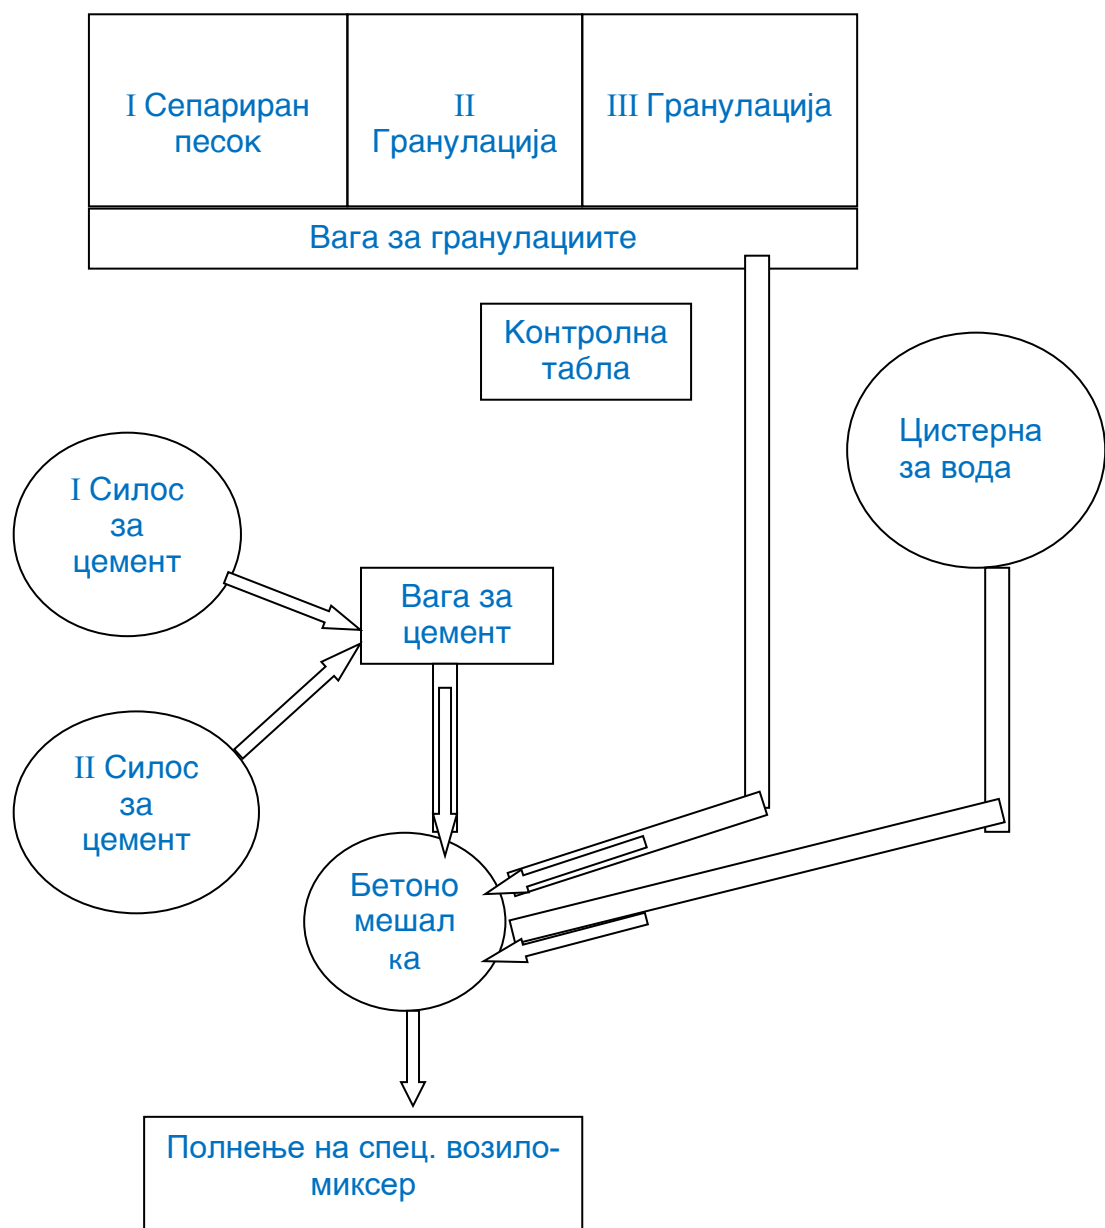 I Сепариран
песок
II
Гранулација
III Гранулација
Вага за гранулациите
Контролна
табла
Цистерна
за вода
I Силос
за
цемент
Вага за
цемент
II Силос
за
цемент
Бетоно
мешал
ка
Полнење на спец. возило-
миксер